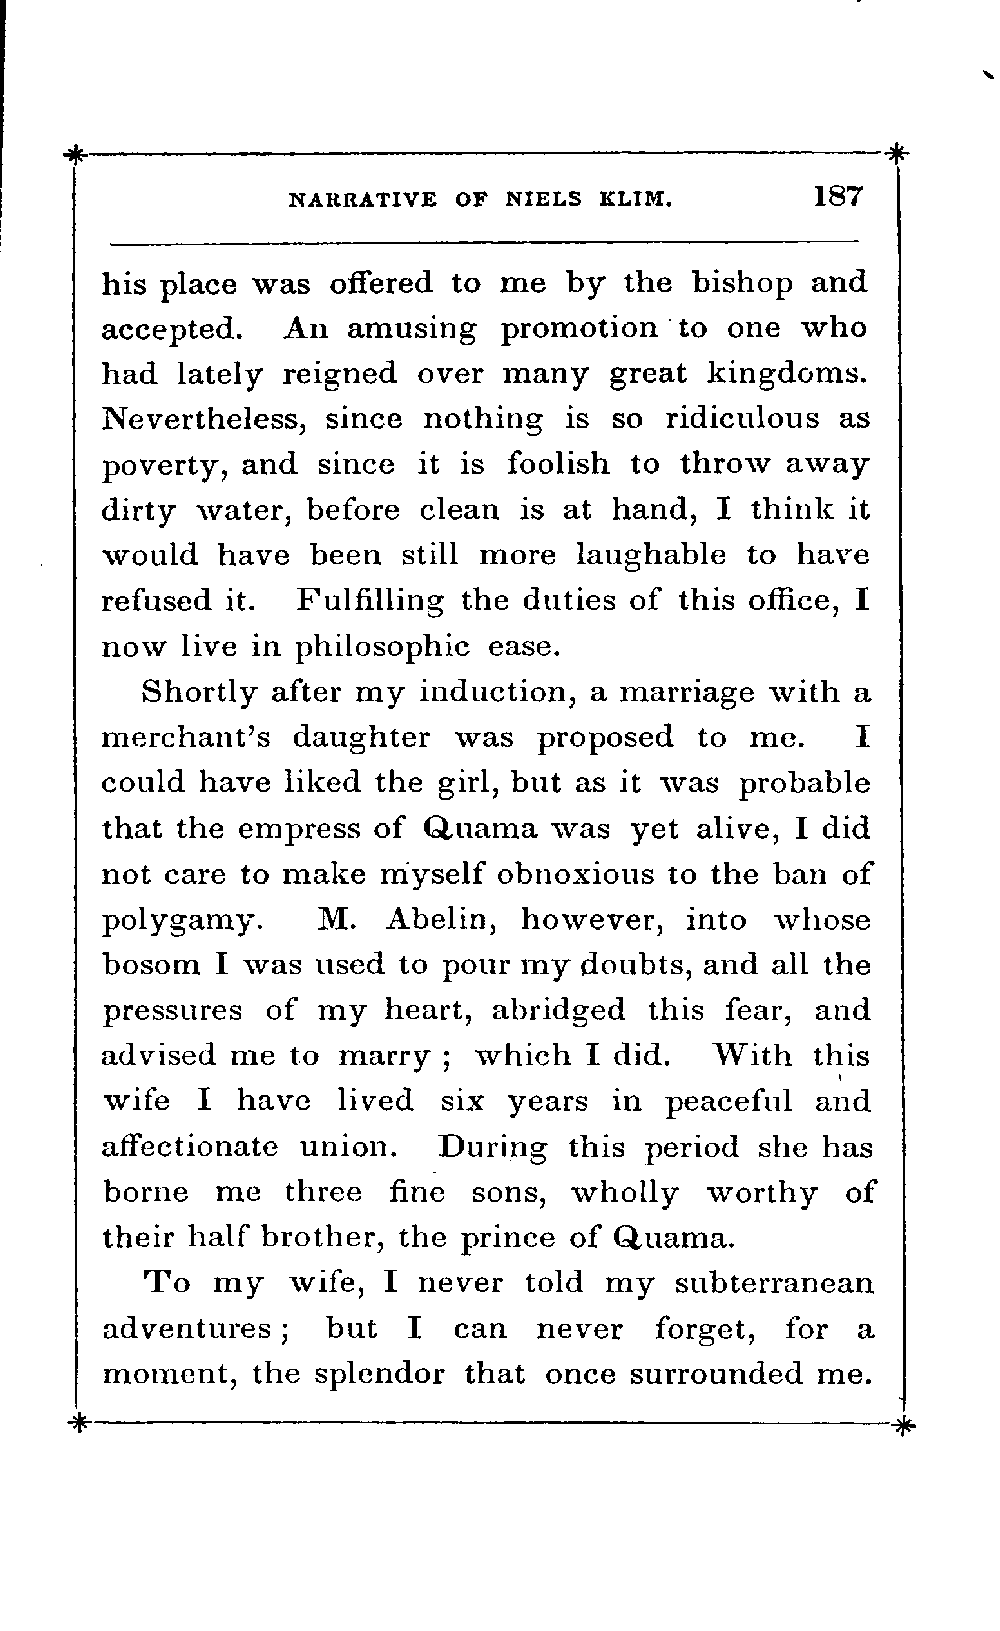 NARRATIVE OF NIELS KLIM. 187
his place was offered to me by the bishop and
accepted. An amusing promotion to one who
had lately reigned over many great kingdoms.
Nevertheless, since nothing is so ridiculous as
poverty, and since it is foolish to throw away
dirty water, before clean is at hand, I think it
would have been still more laughable to have
refused it. Fulfilling the duties of this office, I
now live in philosophic ease.
Shortly after my induction, a marriage with a
merchant's daughter was proposed to me. I
could have liked the girl, but as it was probable
that the empress of Quama was yet alive, I did
not care to make myself obnoxious to the ban of
polygamy. M. Abelin, however, into whose
bosom I was used to pour my doubts, and all the
pressures of my heart, abridged this fear, and
advised me to marry ; which I did. With this
wife I have lived six years in peaceful and
affectionate union. During this period she has
borne me three fine sons, wholly worthy of
their half brother, the prince of Quama.
To my wife, I never told my subterranean
adventures ; but I can never forget, for a
moment, the splendor that once surrounded me.